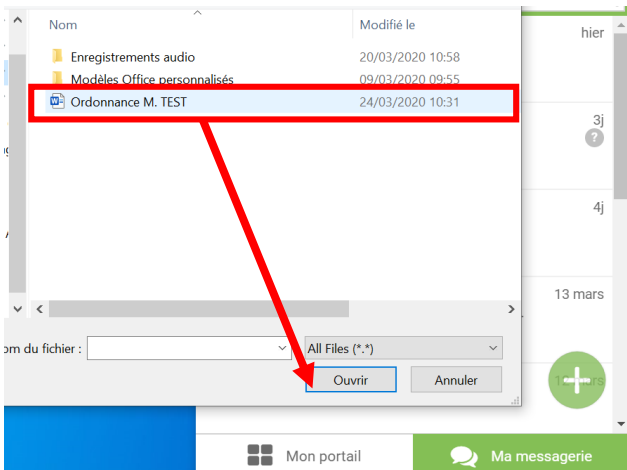 Nom Modifié le
hier
Enregistrements audio 20/03/2020 10:58
Modèles Office personnalisés 09/03/2020 09:55
Ordonnance M. TEST 24/03/2020 10:31
3j
?
4j
13 mars
du fichier :
All Files (*.*)
Ouvrir Annuler
Mon portail Ma messagerie